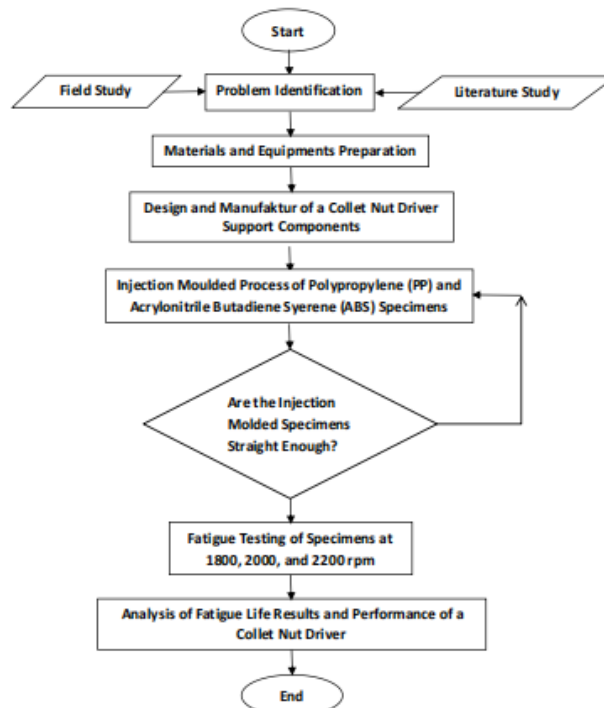 Start
Field Study
Problem Identification
Literature Study
Materials and Equipments Preparation
Design and Manufaktur of a Collet Nut Driver
Support Components
Injection Moulded Process of Polypropylene (PP) and
Acrylonitrile Butadiene Syerene (ABS) Specimens
Are the Injection
Molded Specimens
Straight Enough?
Fatigue Testing of Specimens at
1800, 2000, and 2200 rpm
Analysis of Fatigue Life Results and Performance of a
Collet Nut Driver
End